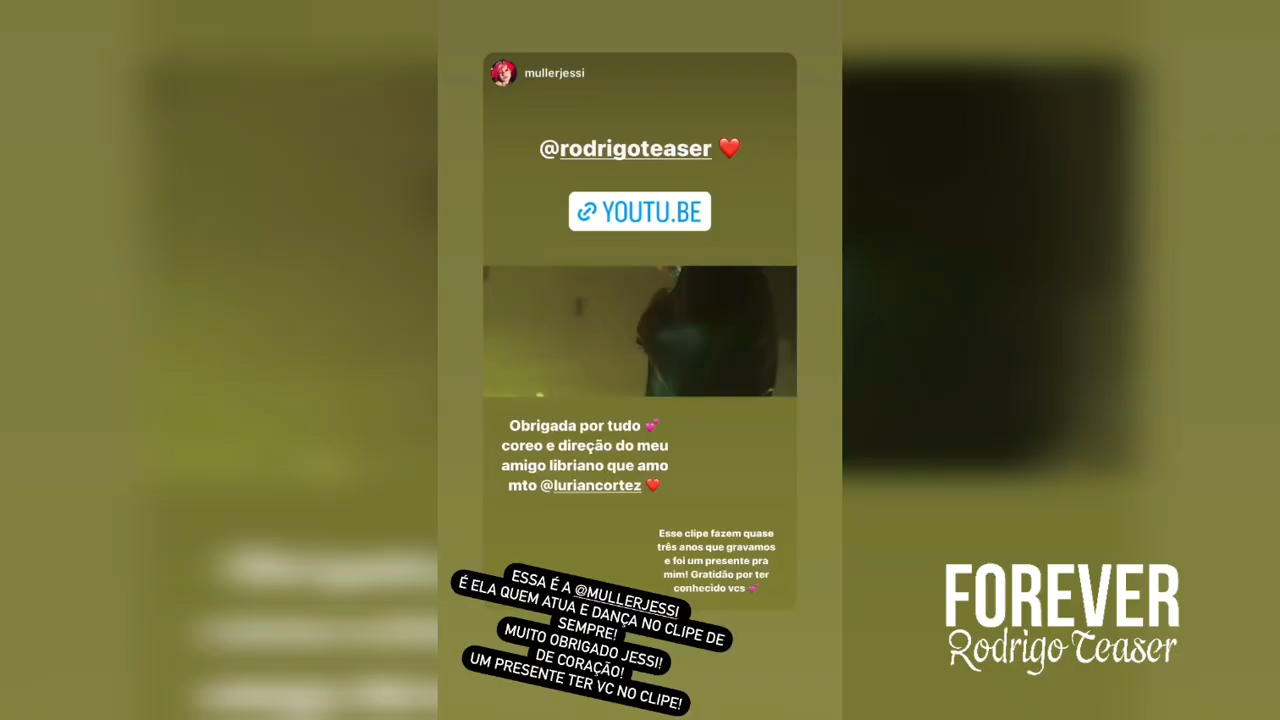 mullerjessi
@rodrigoteaser ❤️
YOUTU.BE
Obrigada por tudo 💞
coreo e direção do meu
amigo libriano que amo
mto @luriancortez ❤️
Esse clipe fazem quase
três anos que gravamos
e foi um presente pra
mim! Gratidão por ter
conhecido vcs 💞
ESSA É A @MULLERJESSI
É ELA QUEM ATUA E DANÇA NO CLIPE DE
SEMPRE!
MUITO OBRIGADO JESSI!
DE CORAÇÃO!
UM PRESENTE TER VC NO CLIPE!
FOREVER
Rodrigo Teaser